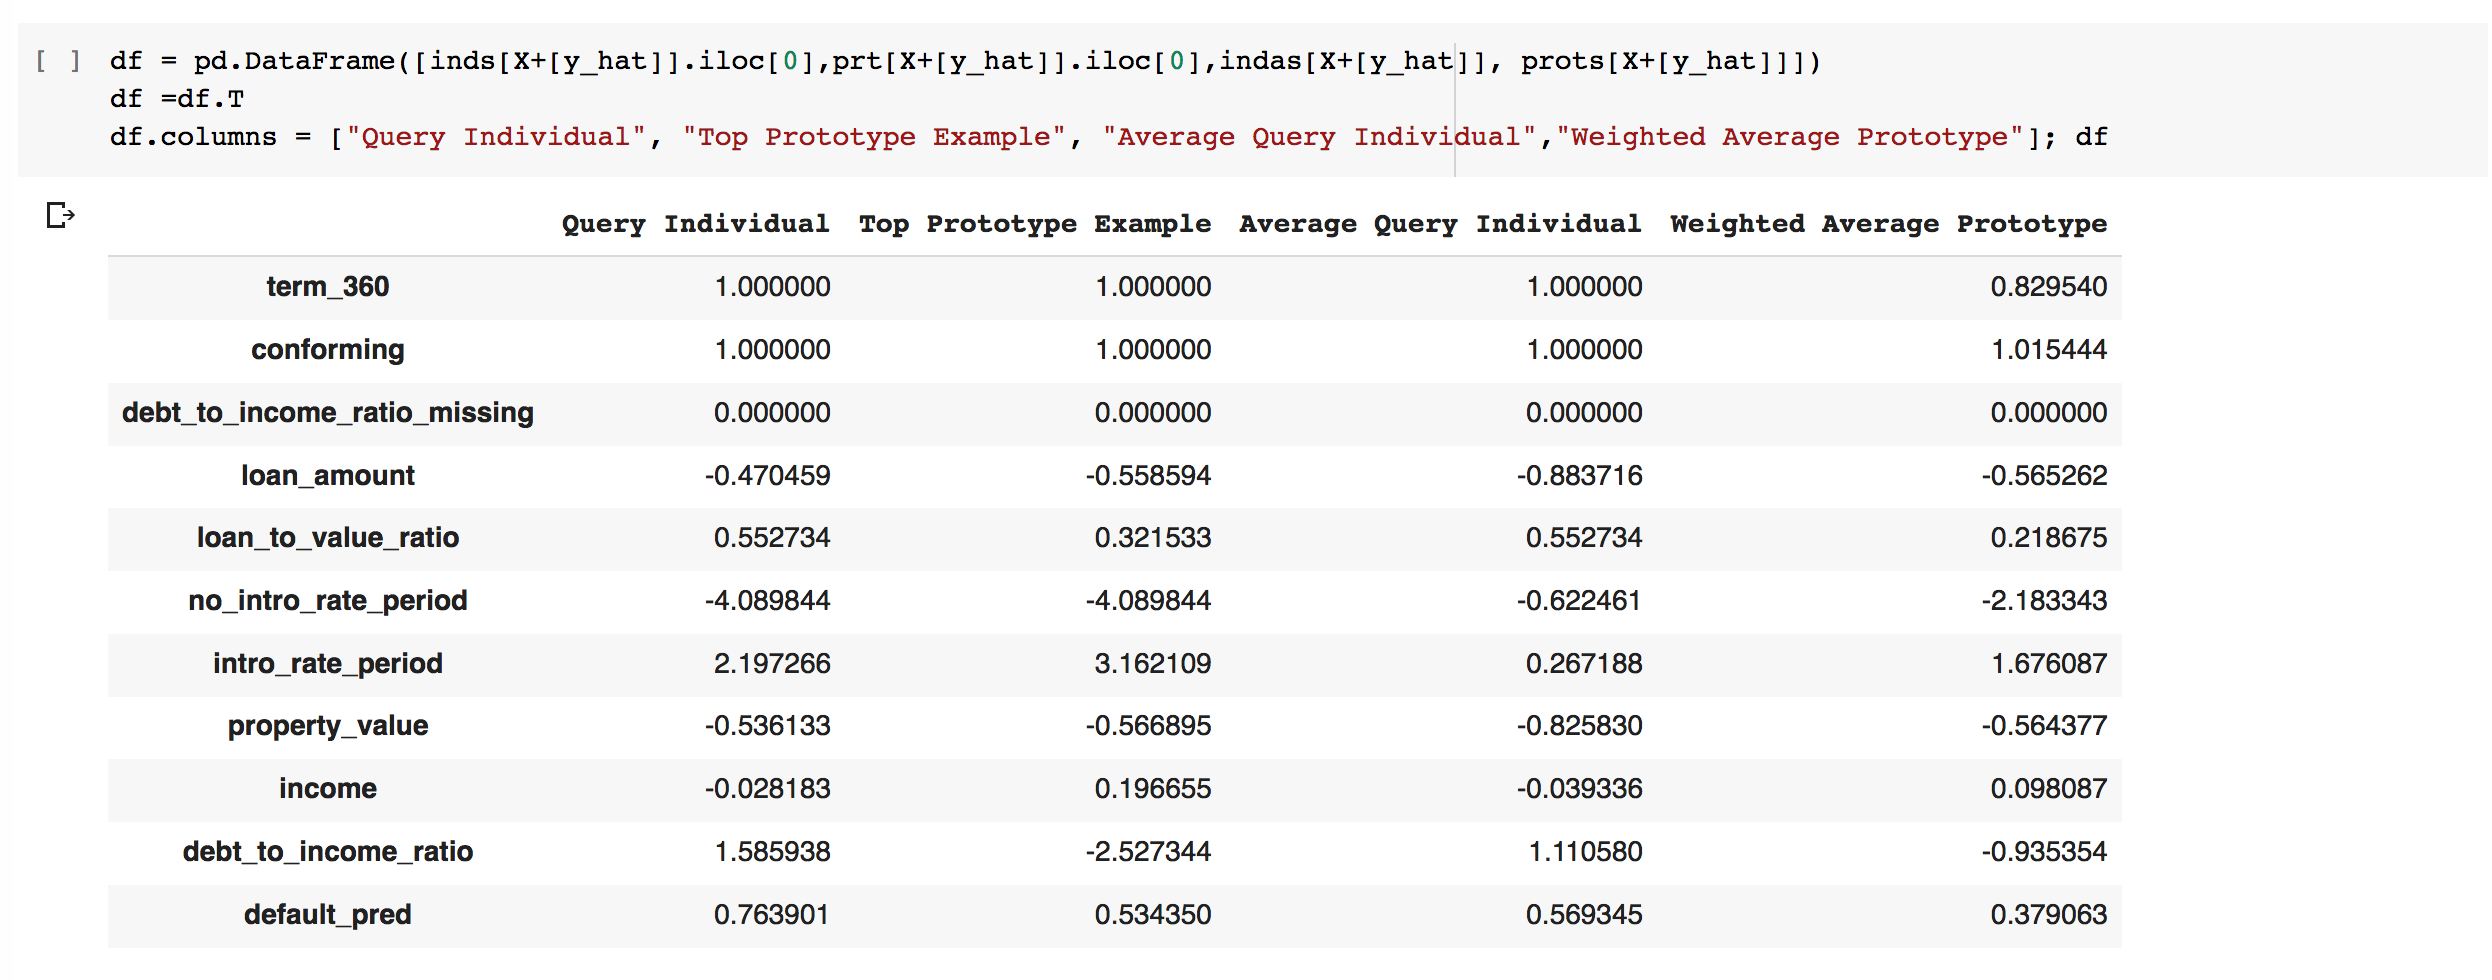 [ ] df = pd.DataFrame([inds[X+[y_hat]].iloc[0],prt[X+[y_hat]].iloc[0],indas[X+[y_hat]], prots[X+[y_hat]]])
df =df.T
df.columns = ["Query Individual", "Top Prototype Example", "Average Query Individual","Weighted Average Prototype"]; df
Query Individual Top Prototype Example Average Query Individual Weighted Average Prototype
term_360 1.000000 1.000000 1.000000 0.829540
conforming 1.000000 1.000000 1.000000 1.015444
debt_to_income_ratio_missing 0.000000 0.000000 0.000000 0.000000
loan_amount -0.470459 -0.558594 -0.883716 -0.565262
loan_to_value_ratio 0.552734 0.321533 0.552734 0.218675
no_intro_rate_period -4.089844 -4.089844 -0.622461 -2.183343
intro_rate_period 2.197266 3.162109 0.267188 1.676087
property_value -0.536133 -0.566895 -0.825830 -0.564377
income -0.028183 0.196655 -0.039336 0.098087
debt_to_income_ratio 1.585938 -2.527344 1.110580 -0.935354
default_pred 0.763901 0.534350 0.569345 0.379063